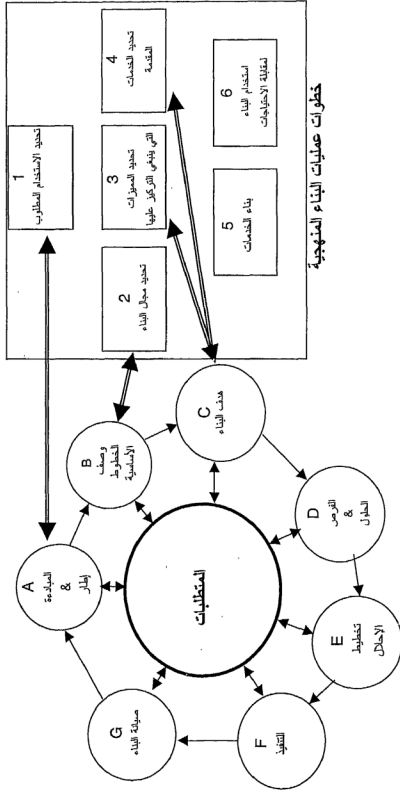 A
إطار
&
المبادءة
B
وصف
الخطوط
الأساسية
C
هدف البناء
D
الفرص
&
الحلول
E
تخطيط
الإحلال
F
التنفيذ
G
صيانة البناء
المتطلبات
1
تحديد الاستخدام المطلوب
2
تحديد مجال البناء
3
تحديد المميزات
التي ينبغي التركيز عليها
4
تحديد الخدمات
المقدمة
5
بناء الخدمات
6
استخدام البناء
لمقابلة الاحتياجات
خطوات عمليات البناء المنهجية